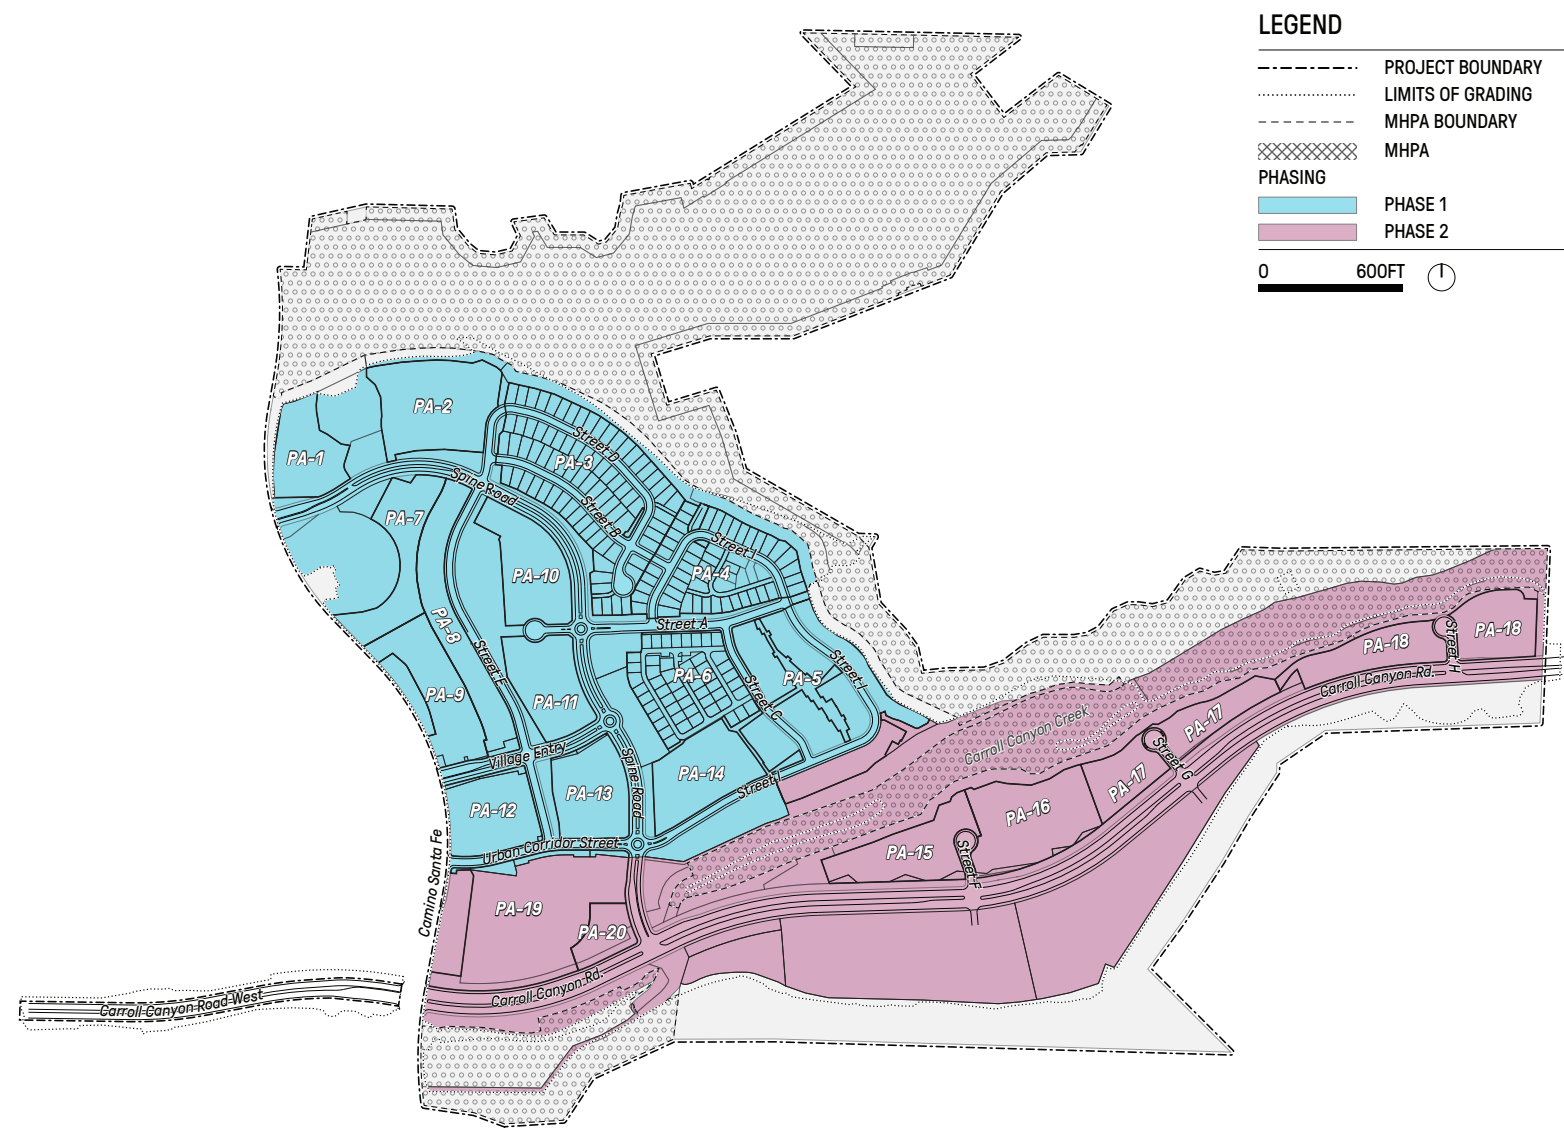 LEGEND
PROJECT BOUNDARY
LIMITS OF GRADING
MHPA BOUNDARY
MHPA
PHASING
PHASE 1
PHASE 2
0 600FT
PA-2
PA-1
Street D
PA-3
Spine Road
Street B
PA-7
Street I
PA-4
PA-10
PA-8
Street A
Street F
PA-6
PA-5
Street I
Street C
PA-9
PA-11
Village Entry
Spine Road
PA-14
Street I
PA-13
PA-12
Urban Corridor Street
Camino Santa Fe
Carroll Canyon Creek
PA-18
Street H
PA-18
Carroll Canyon Rd.
PA-17
Street G
PA-17
PA-16
PA-15
Street F
PA-19
PA-20
Carroll Canyon Rd.
Carroll Canyon Road West